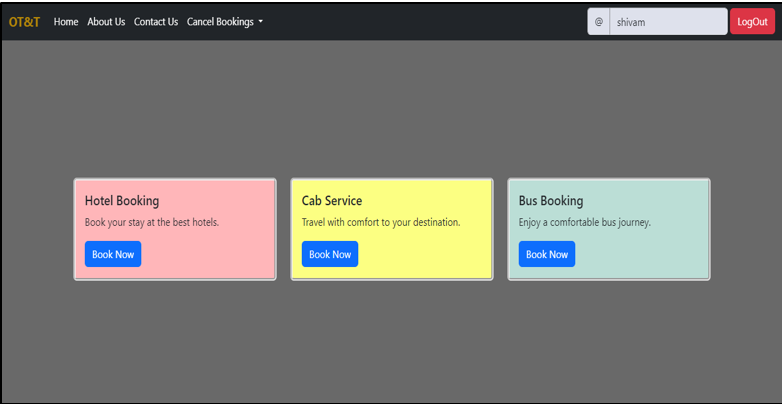 OT&T Home About Us Contact Us Cancel Bookings @ shivam LogOut
Hotel Booking
Book your stay at the best hotels.
Book Now
Cab Service
Travel with comfort to your destination.
Book Now
Bus Booking
Enjoy a comfortable bus journey.
Book Now